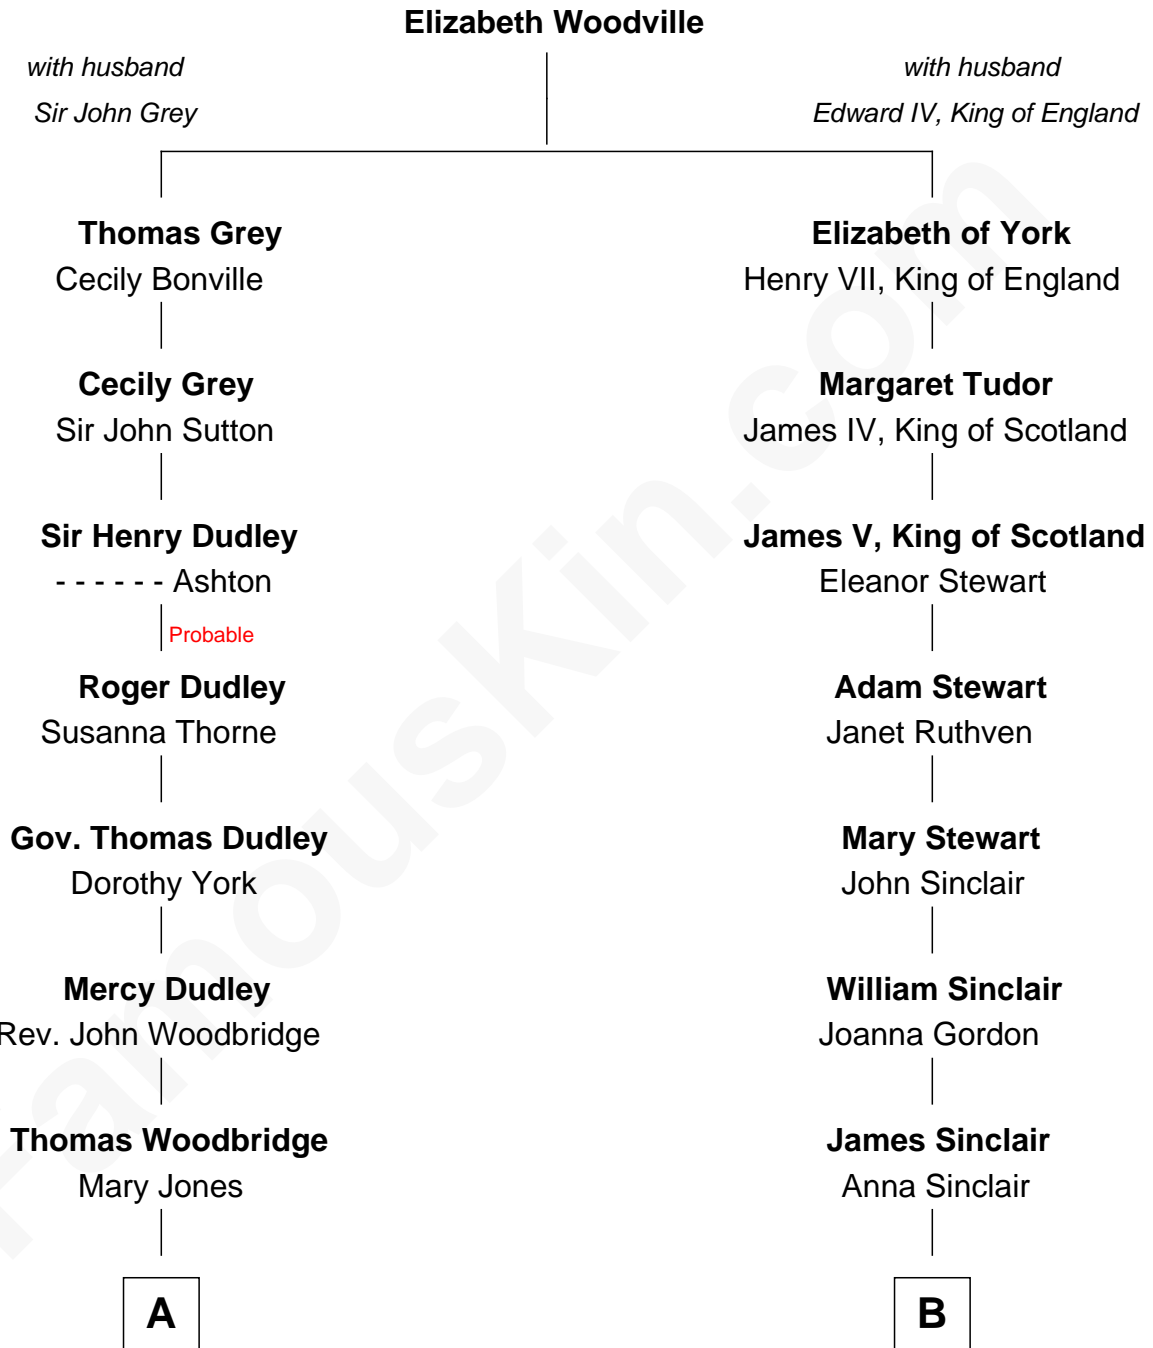 Elizabeth Woodville
with husband
Sir John Grey
with husband
Edward IV, King of England
Thomas Grey
Cecily Bonville
Elizabeth of York
Henry VII, King of England
Cecily Grey
Sir John Sutton
Margaret Tudor
James IV, King of Scotland
Sir Henry Dudley
- - - - - - Ashton
James V, King of Scotland
Eleanor Stewart
Probable
Roger Dudley
Susanna Thorne
Adam Stewart
Janet Ruthven
Gov. Thomas Dudley
Dorothy York
Mary Stewart
John Sinclair
Mercy Dudley
Rev. John Woodbridge
William Sinclair
Joanna Gordon
Thomas Woodbridge
Mary Jones
James Sinclair
Anna Sinclair
A
B
FamousKin.com